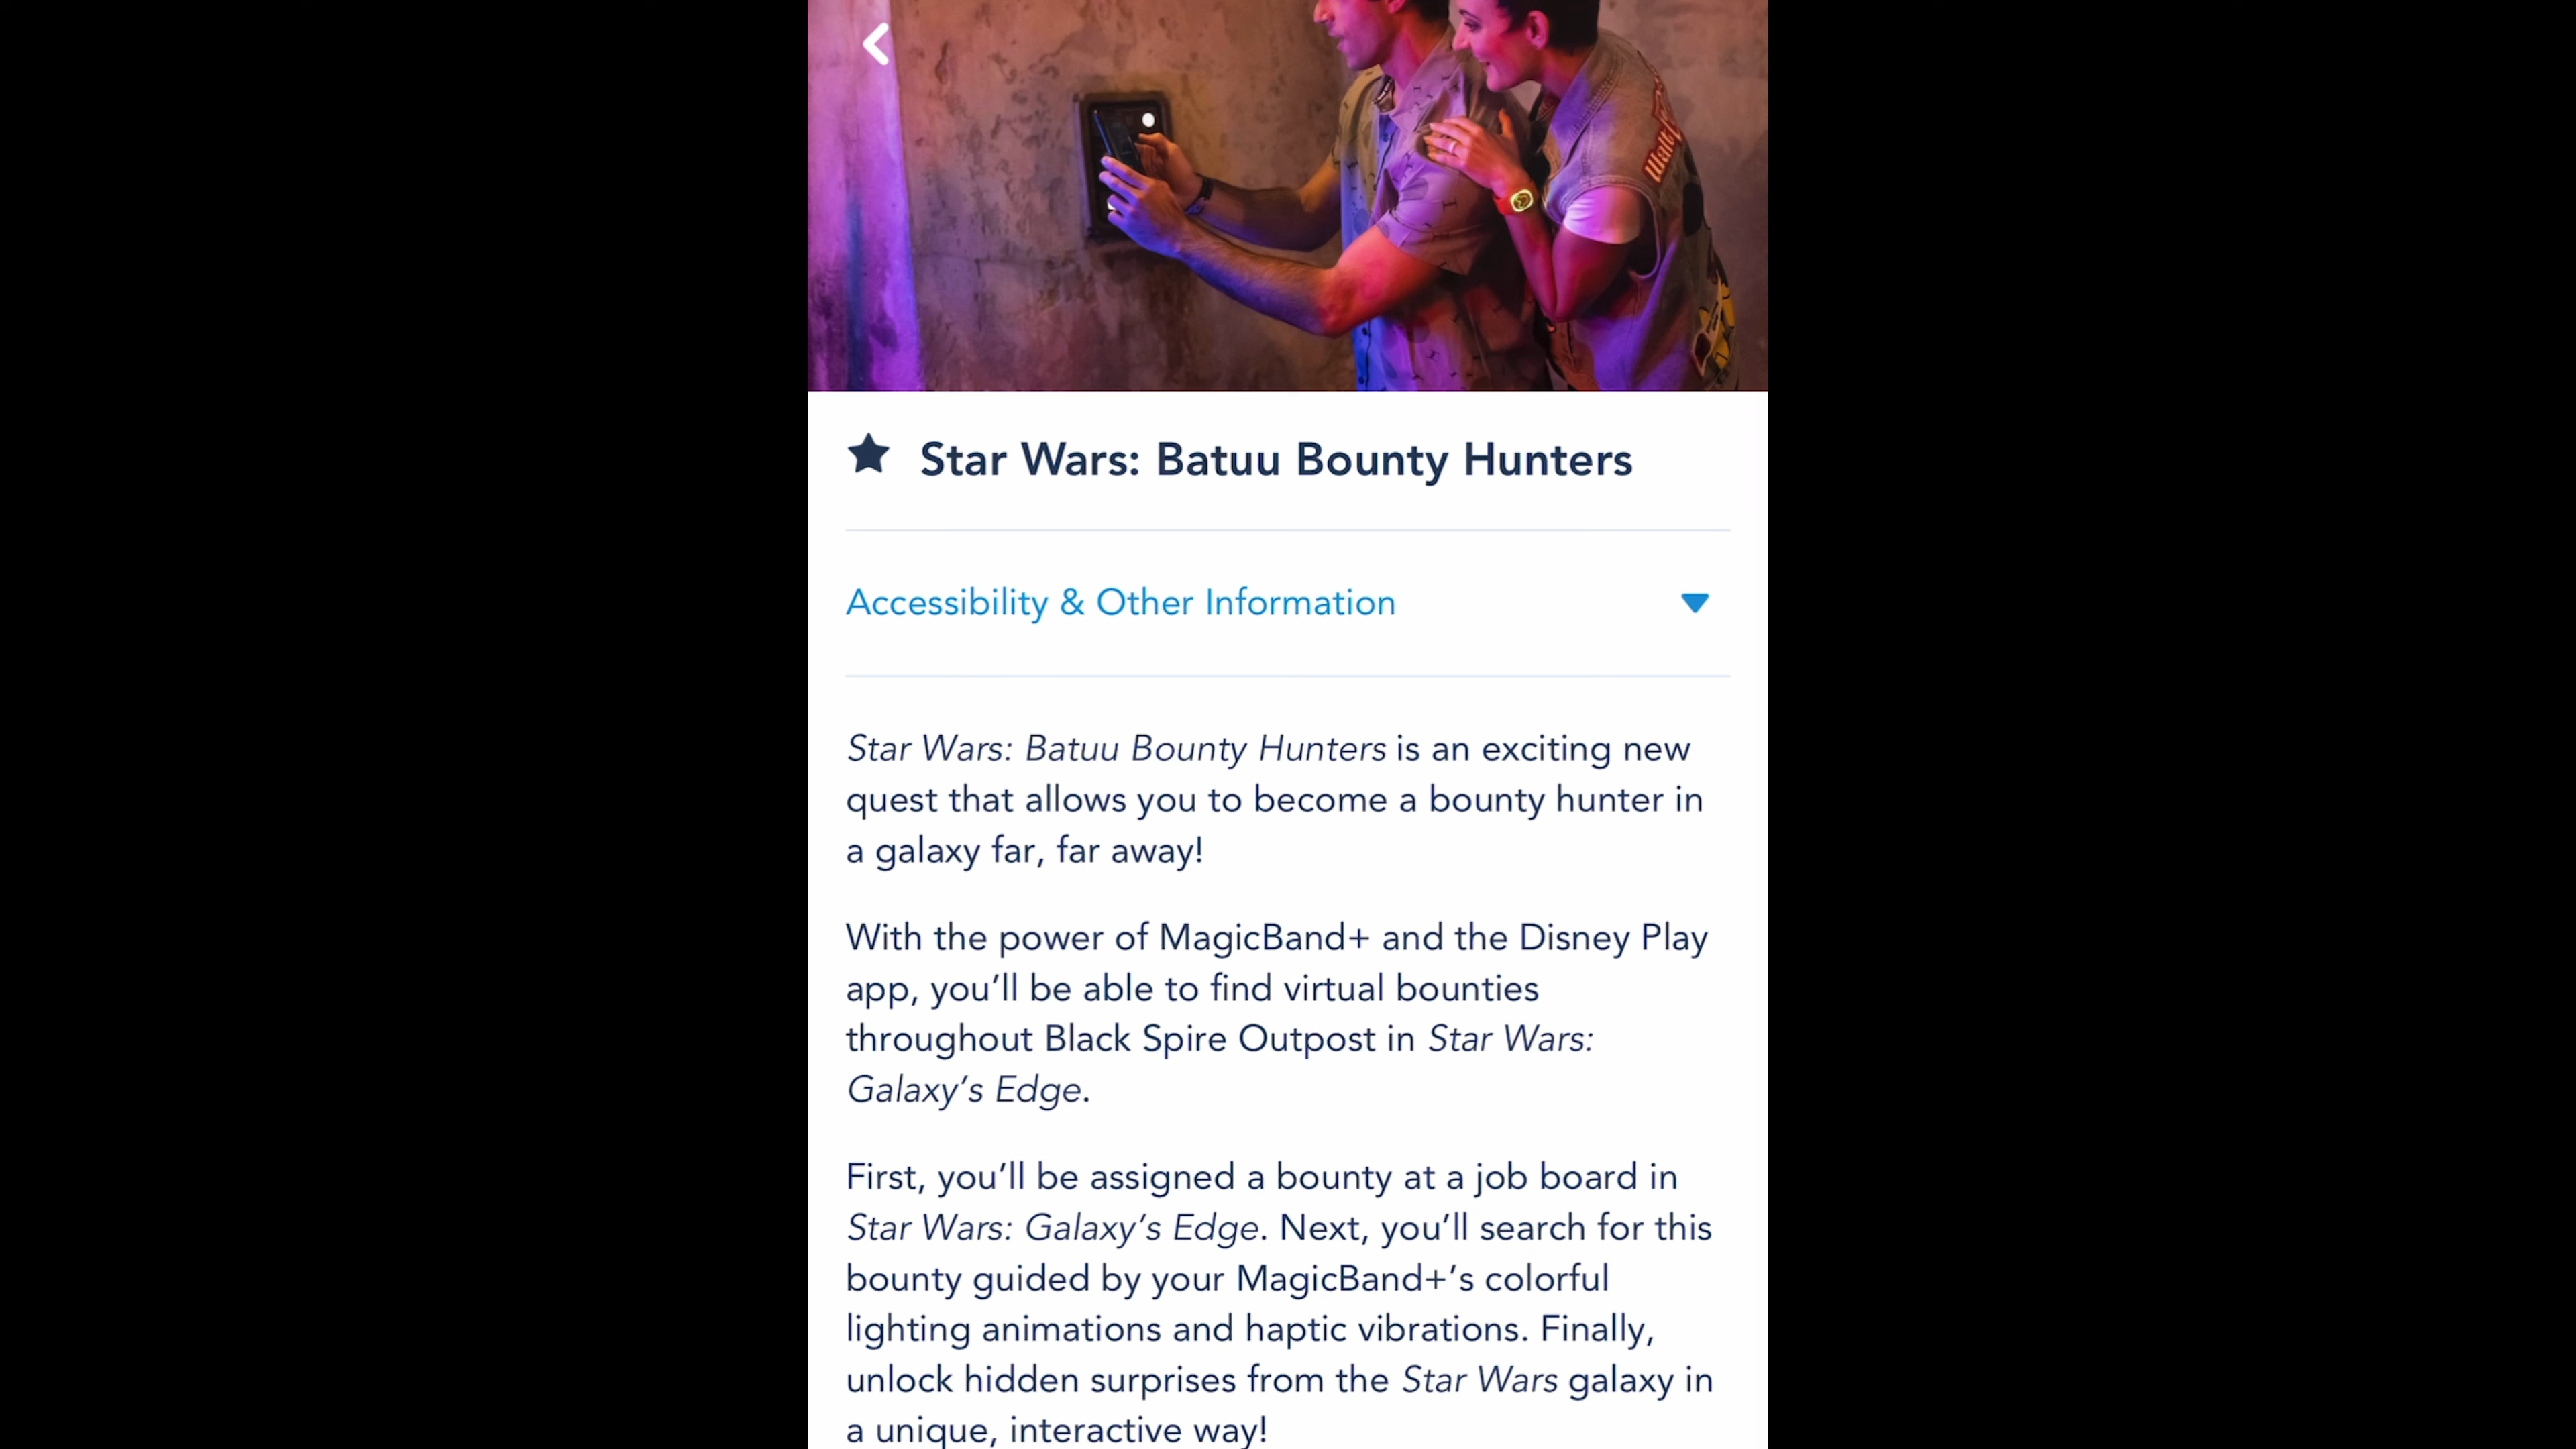 Walt
Star Wars: Batuu Bounty Hunters
Accessibility & Other Information
Star Wars: Batuu Bounty Hunters is an exciting new
quest that allows you to become a bounty hunter in
a galaxy far, far away!
With the power of MagicBand+ and the Disney Play
app, you’ll be able to find virtual bounties
throughout Black Spire Outpost in Star Wars:
Galaxy’s Edge.
First, you’ll be assigned a bounty at a job board in
Star Wars: Galaxy’s Edge. Next, you’ll search for this
bounty guided by your MagicBand+’s colorful
lighting animations and haptic vibrations. Finally,
unlock hidden surprises from the Star Wars galaxy in
a unique, interactive way!